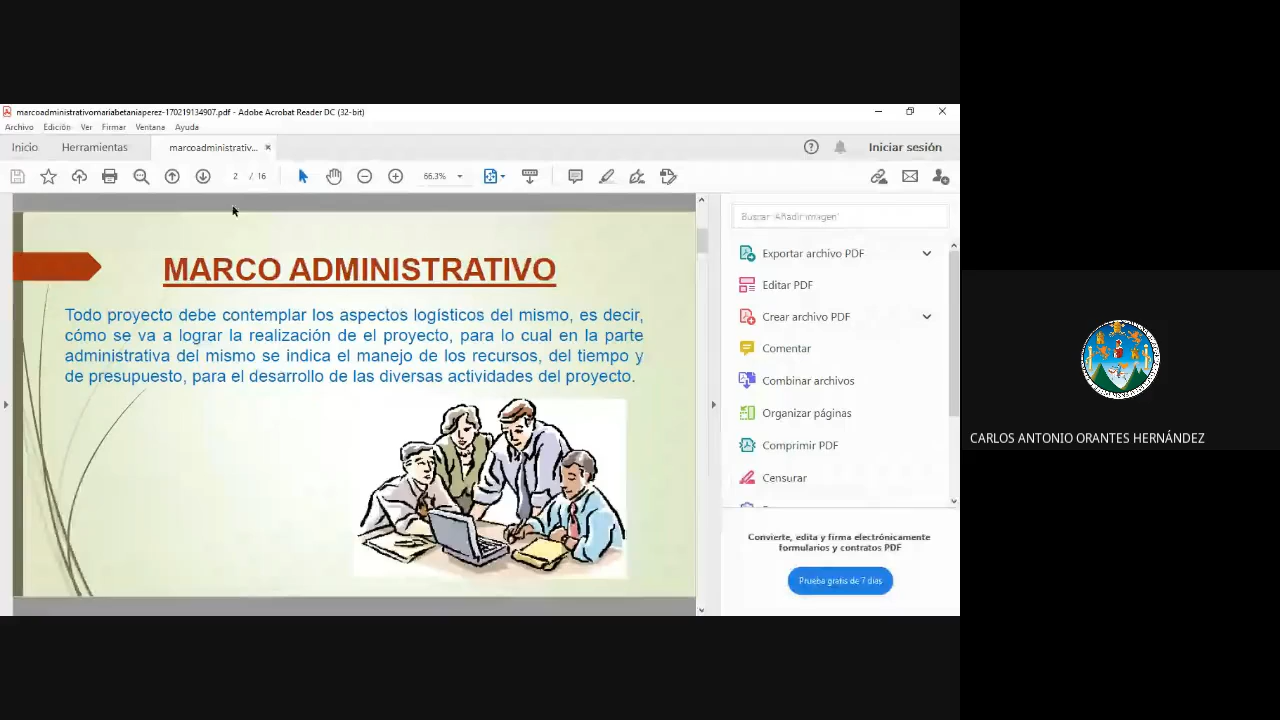 marcoadministrativomariabetaniaperez-170219134907.pdf - Adobe Acrobat Reader DC (32-bit)
Archivo Edición Ver Firmar Ventana Ayuda
Inicio Herramientas marcoadministrativ... Iniciar sesión
2 / 16 66.3%
MARCO ADMINISTRATIVO
Todo proyecto debe contemplar los aspectos logísticos del mismo, es decir,
cómo se va a lograr la realización de el proyecto, para lo cual en la parte
administrativa del mismo se indica el manejo de los recursos, del tiempo y
de presupuesto, para el desarrollo de las diversas actividades del proyecto.
Buscar 'Añadir imagen'
Exportar archivo PDF
Editar PDF
Crear archivo PDF
Comentar
Combinar archivos
Organizar páginas
Comprimir PDF
Censurar
Convierte, edita y firma electrónicamente
formularios y contratos PDF
Prueba gratis de 7 días
CARLOS ANTONIO ORANTES HERNÁNDEZ